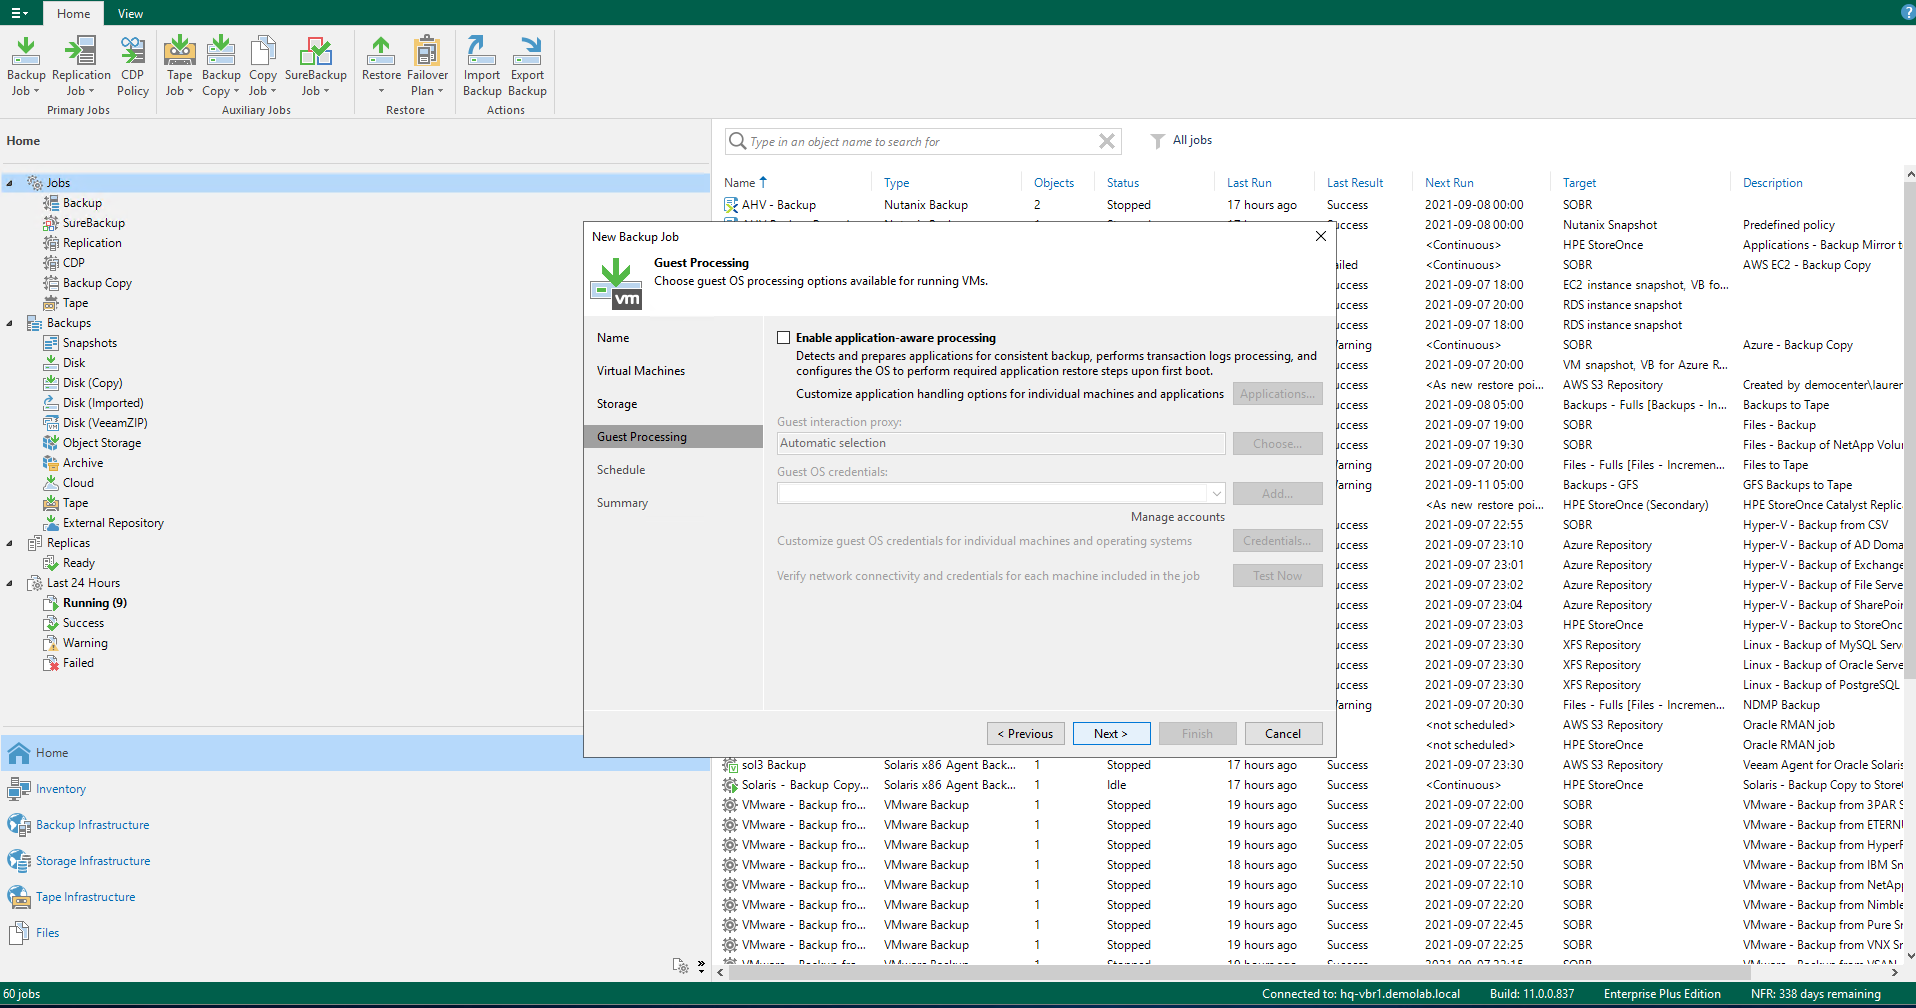 Home View
Backup Job
Replication Job
CDP Policy
Primary Jobs
Tape Job
Backup Copy
Copy Job
SureBackup Job
Auxiliary Jobs
Restore
Failover Plan
Restore
Import Backup
Export Backup
Actions
Home
Jobs
Backup
SureBackup
Replication
CDP
Backup Copy
Tape
Backups
Snapshots
Disk
Disk (Copy)
Disk (Imported)
Disk (VeeamZIP)
Object Storage
Archive
Cloud
Tape
External Repository
Replicas
Ready
Last 24 Hours
Running (9)
Success
Warning
Failed
Home
Inventory
Backup Infrastructure
Storage Infrastructure
Tape Infrastructure
Files
Type in an object name to search for
All jobs
Name Type Objects Status Last Run Last Result Next Run Target Description
AHV - Backup Nutanix Backup 2 Stopped 17 hours ago Success 2021-09-08 00:00 SOBR
Success 2021-09-08 00:00 Nutanix Snapshot Predefined policy
<Continuous> HPE StoreOnce Applications - Backup Mirror t
ailed <Continuous> SOBR AWS EC2 - Backup Copy
uccess 2021-09-07 18:00 EC2 instance snapshot, VB fo...
uccess 2021-09-07 20:00 RDS instance snapshot
uccess 2021-09-07 18:00 RDS instance snapshot
arning <Continuous> SOBR Azure - Backup Copy
uccess 2021-09-07 20:00 VM snapshot, VB for Azure R...
uccess <As new restore poi... AWS S3 Repository Created by democenter\laurer
uccess 2021-09-08 05:00 Backups - Fulls [Backups - In... Backups to Tape
uccess 2021-09-07 19:00 SOBR Files - Backup
uccess 2021-09-07 19:30 SOBR Files - Backup of NetApp Volu
arning 2021-09-07 20:00 Files - Fulls [Files - Incremen... Files to Tape
arning 2021-09-11 05:00 Backups - GFS GFS Backups to Tape
<As new restore poi... HPE StoreOnce (Secondary) HPE StoreOnce Catalyst Replic
uccess 2021-09-07 22:55 SOBR Hyper-V - Backup from CSV
uccess 2021-09-07 23:10 Azure Repository Hyper-V - Backup of AD Doma
uccess 2021-09-07 23:01 Azure Repository Hyper-V - Backup of Exchange
uccess 2021-09-07 23:02 Azure Repository Hyper-V - Backup of File Serve
uccess 2021-09-07 23:04 Azure Repository Hyper-V - Backup of SharePoin
uccess 2021-09-07 23:03 HPE StoreOnce Hyper-V - Backup to StoreOnc
uccess 2021-09-07 23:30 XFS Repository Linux - Backup of MySQL Serv
uccess 2021-09-07 23:30 XFS Repository Linux - Backup of Oracle Serve
uccess 2021-09-07 23:30 XFS Repository Linux - Backup of PostgreSQL
arning 2021-09-07 20:30 Files - Fulls [Files - Incremen... NDMP Backup
uccess <not scheduled> AWS S3 Repository Oracle RMAN job
uccess <not scheduled> HPE StoreOnce Oracle RMAN job
sol3 Backup Solaris x86 Agent Back... 1 Stopped 17 hours ago Success 2021-09-07 23:30 AWS S3 Repository Veeam Agent for Oracle Solaris
Solaris - Backup Copy... Solaris x86 Agent Back... 1 Idle 17 hours ago Success <Continuous> HPE StoreOnce Solaris - Backup Copy to Store
VMware - Backup fro... VMware Backup 1 Stopped 19 hours ago Success 2021-09-07 22:00 SOBR VMware - Backup from 3PAR S
VMware - Backup fro... VMware Backup 1 Stopped 19 hours ago Success 2021-09-07 22:40 SOBR VMware - Backup from ETERN
VMware - Backup fro... VMware Backup 1 Stopped 19 hours ago Success 2021-09-07 22:05 SOBR VMware - Backup from HyperF
VMware - Backup fro... VMware Backup 1 Stopped 18 hours ago Success 2021-09-07 22:50 SOBR VMware - Backup from IBM Sn
VMware - Backup fro... VMware Backup 1 Stopped 19 hours ago Success 2021-09-07 22:10 SOBR VMware - Backup from NetApp
VMware - Backup fro... VMware Backup 1 Stopped 19 hours ago Success 2021-09-07 22:20 SOBR VMware - Backup from Nimble
VMware - Backup fro... VMware Backup 1 Stopped 19 hours ago Success 2021-09-07 22:45 SOBR VMware - Backup from Pure S
VMware - Backup fro... VMware Backup 1 Stopped 19 hours ago Success 2021-09-07 22:25 SOBR VMware - Backup from VNX Sr
New Backup Job
vm
Guest Processing
Choose guest OS processing options available for running VMs.
Name
Virtual Machines
Storage
Guest Processing
Schedule
Summary
Enable application-aware processing
Detects and prepares applications for consistent backup, performs transaction logs processing, and
configures the OS to perform required application restore steps upon first boot.
Customize application handling options for individual machines and applications Applications...
Guest interaction proxy:
Automatic selection Choose...
Guest OS credentials:
Add...
Manage accounts
Customize guest OS credentials for individual machines and operating systems Credentials...
Verify network connectivity and credentials for each machine included in the job Test Now
< Previous Next > Finish Cancel
60 jobs Connected to: hq-vbr1.demolab.local Build: 11.0.0.837 Enterprise Plus Edition NFR: 338 days remaining